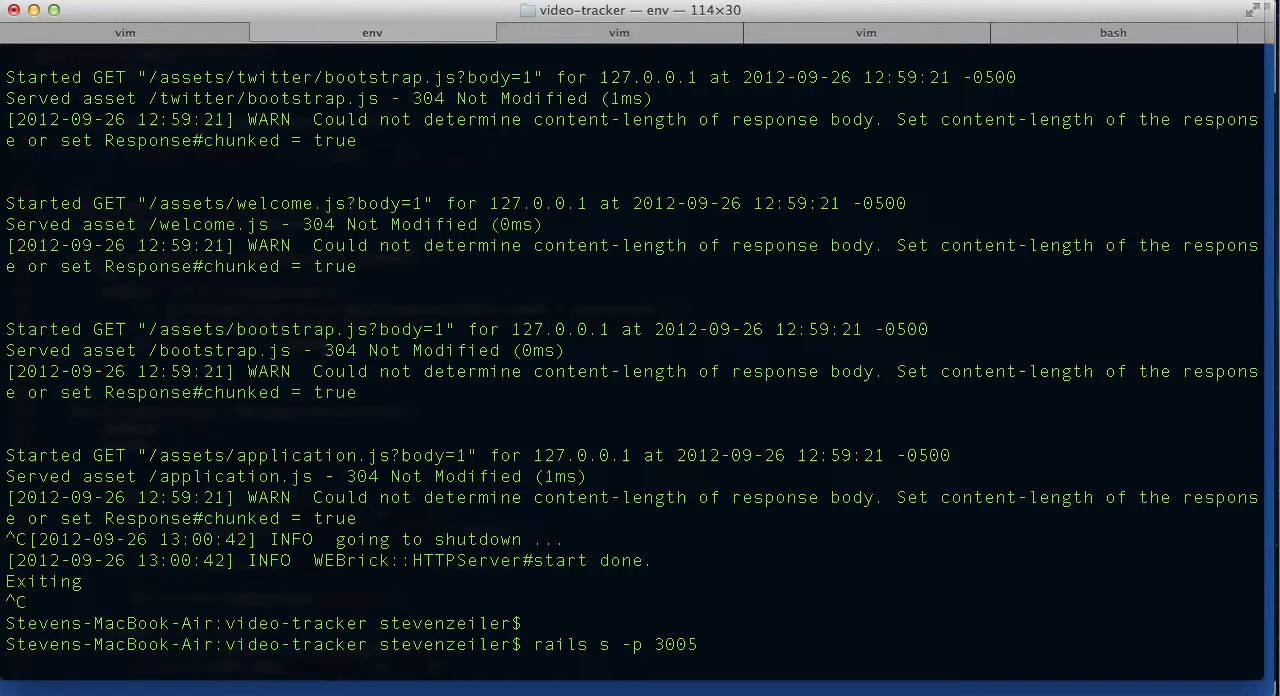 video-tracker — env — 114×30
vim env vim vim bash
Started GET "/assets/twitter/bootstrap.js?body=1" for 127.0.0.1 at 2012-09-26 12:59:21 -0500
Served asset /twitter/bootstrap.js - 304 Not Modified (1ms)
[2012-09-26 12:59:21] WARN  Could not determine content-length of response body. Set content-length of the respons
e or set Response#chunked = true
Started GET "/assets/welcome.js?body=1" for 127.0.0.1 at 2012-09-26 12:59:21 -0500
Served asset /welcome.js - 304 Not Modified (0ms)
[2012-09-26 12:59:21] WARN  Could not determine content-length of response body. Set content-length of the respons
e or set Response#chunked = true
Started GET "/assets/bootstrap.js?body=1" for 127.0.0.1 at 2012-09-26 12:59:21 -0500
Served asset /bootstrap.js - 304 Not Modified (0ms)
[2012-09-26 12:59:21] WARN  Could not determine content-length of response body. Set content-length of the respons
e or set Response#chunked = true
Started GET "/assets/application.js?body=1" for 127.0.0.1 at 2012-09-26 12:59:21 -0500
Served asset /application.js - 304 Not Modified (1ms)
[2012-09-26 12:59:21] WARN  Could not determine content-length of response body. Set content-length of the respons
e or set Response#chunked = true
^C[2012-09-26 13:00:42] INFO  going to shutdown ...
[2012-09-26 13:00:42] INFO  WEBrick::HTTPServer#start done.
Exiting
^C
Stevens-MacBook-Air:video-tracker stevenzeiler$
Stevens-MacBook-Air:video-tracker stevenzeiler$ rails s -p 3005